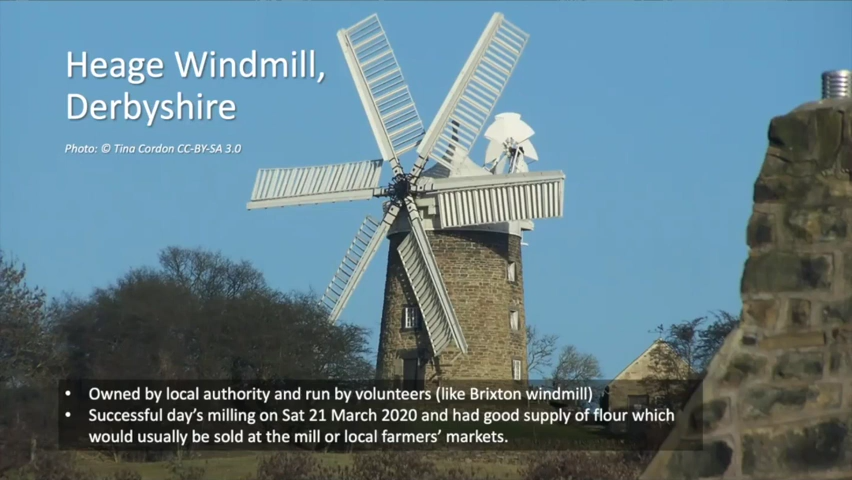 Heage Windmill,
Derbyshire
Photo: © Tina Cordon CC-BY-SA 3.0
• Owned by local authority and run by volunteers (like Brixton windmill)
• Successful day's milling on Sat 21 March 2020 and had good supply of flour which
would usually be sold at the mill or local farmers' markets.